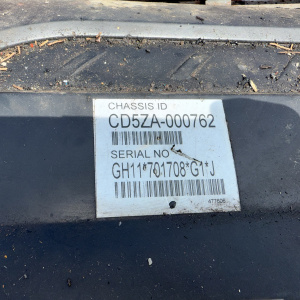 CHASSIS ID
CD5ZA-000762
SERIAL NO
GH11*701708*G1*J